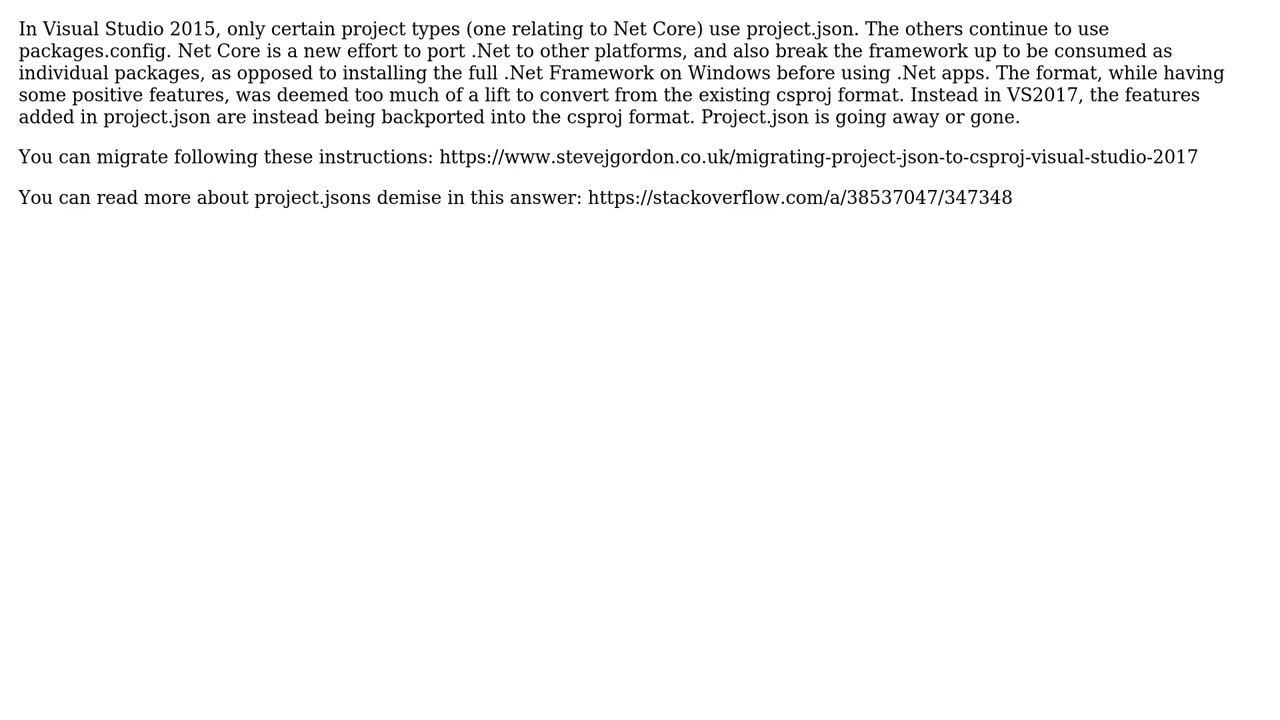 In Visual Studio 2015, only certain project types (one relating to Net Core) use project.json. The others continue to use
packages.config. Net Core is a new effort to port .Net to other platforms, and also break the framework up to be consumed as
individual packages, as opposed to installing the full .Net Framework on Windows before using .Net apps. The format, while having
some positive features, was deemed too much of a lift to convert from the existing csproj format. Instead in VS2017, the features
added in project.json are instead being backported into the csproj format. Project.json is going away or gone.
You can migrate following these instructions: https://www.stevejgordon.co.uk/migrating-project-json-to-csproj-visual-studio-2017
You can read more about project.jsons demise in this answer: https://stackoverflow.com/a/38537047/347348